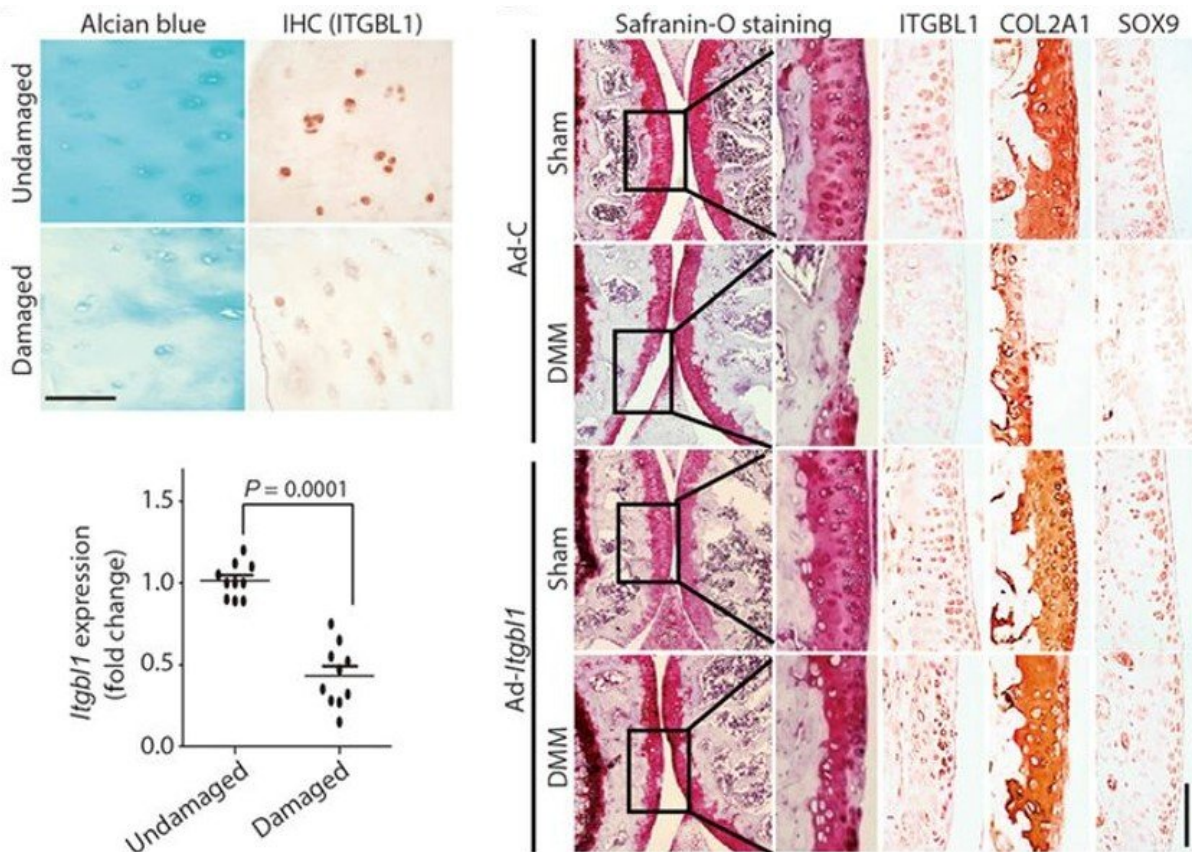 Alcian blue
IHC (ITGBL1)
Undamaged
Damaged
Itgbl1 expression
(fold change)
1.5
1.0
0.5
0.0
P = 0.0001
Undamaged
Damaged
Safranin-O staining
ITGBL1
COL2A1
SOX9
Ad-C
Sham
DMM
Ad-Itgbl1
Sham
DMM